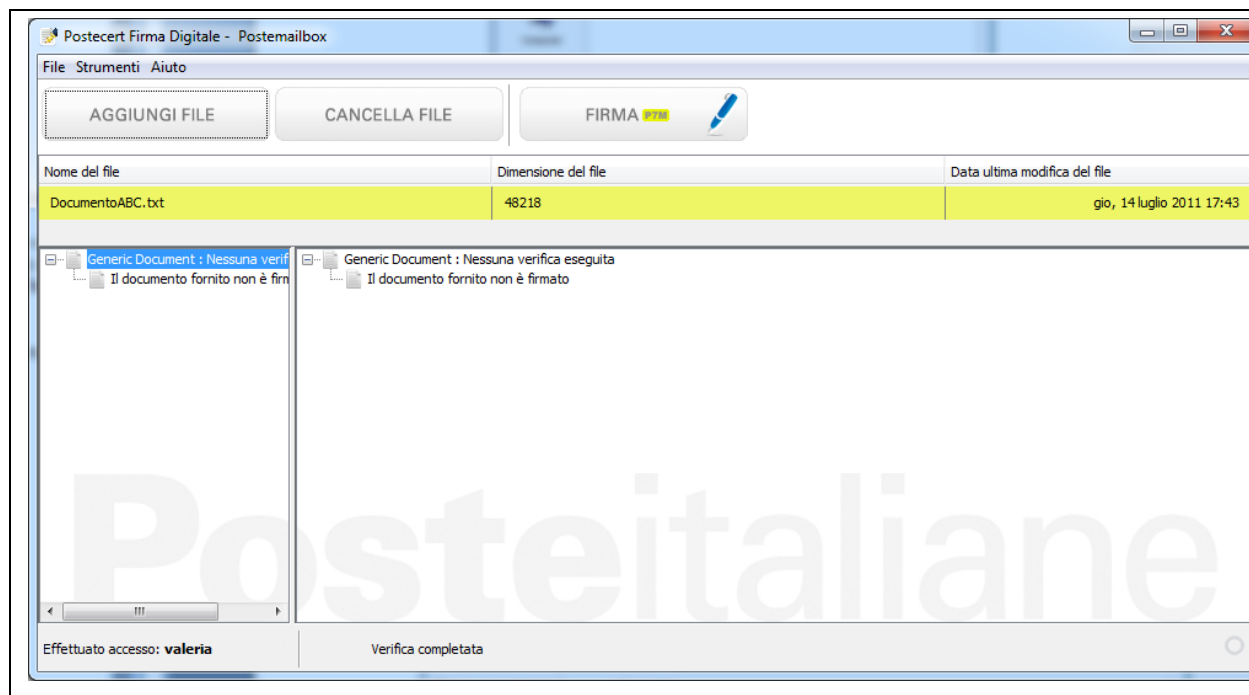 Postecert Firma Digitale - Postemailbox
File Strumenti Aiuto
AGGIUNGI FILE CANCELLA FILE FIRMA P7M
Nome del file Dimensione del file Data ultima modifica del file
DocumentoABC.txt 48218 gio, 14 luglio 2011 17:43
Generic Document : Nessuna verif Generic Document : Nessuna verifica eseguita
Il documento fornito non è firm Il documento fornito non è firmato
Posteitaliane
Effettuato accesso: valeria Verifica completata